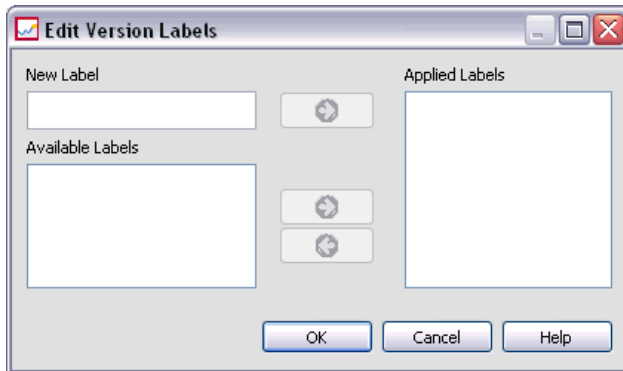 Edit Version Labels
New Label
Applied Labels
Available Labels
OK
Cancel
Help